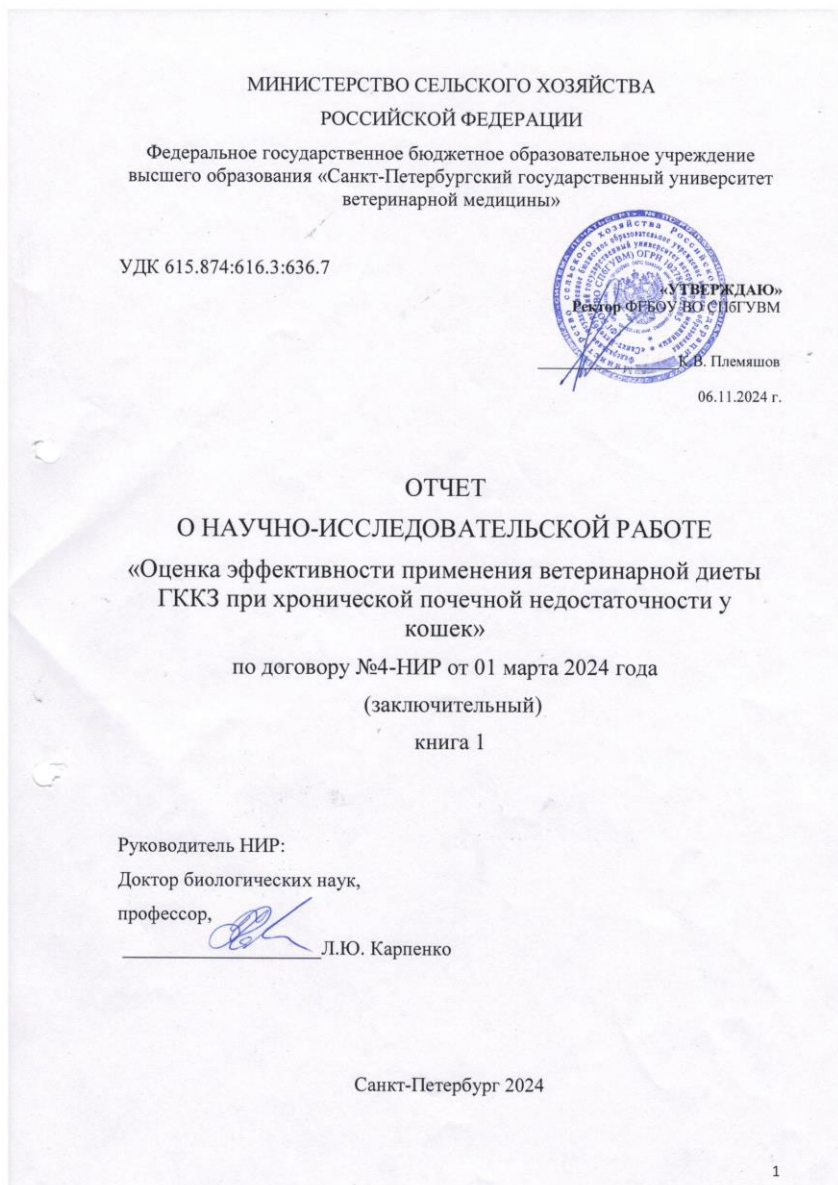 МИНИСТЕРСТВО СЕЛЬСКОГО ХОЗЯЙСТВА
РОССИЙСКОЙ ФЕДЕРАЦИИ
Федеральное государственное бюджетное образовательное учреждение
высшего образования «Санкт-Петербургский государственный университет
ветеринарной медицины»
УДК 615.874:616.3:636.7
«УТВЕРЖДАЮ»
Ректор ФГБОУ ВО СПбГУВМ
К.В. Племяшов
06.11.2024 г.
ОТЧЕТ
О НАУЧНО-ИССЛЕДОВАТЕЛЬСКОЙ РАБОТЕ
«Оценка эффективности применения ветеринарной диеты
ГККЗ при хронической почечной недостаточности у
кошек»
по договору №4-НИР от 01 марта 2024 года
(заключительный)
книга 1
Руководитель НИР:
Доктор биологических наук,
профессор,
Л.Ю. Карпенко
Санкт-Петербург 2024
1